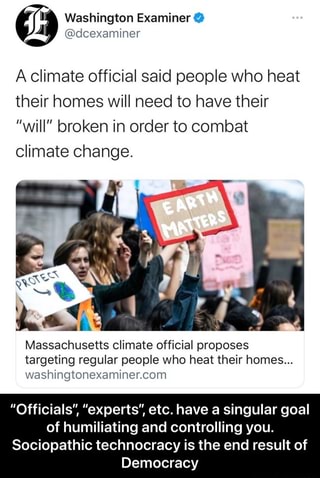 Washington Examiner
@dcexaminer
A climate official said people who heat
their homes will need to have their
“will” broken in order to combat
climate change.
EARTH
MATTERS
PROTECT
Massachusetts climate official proposes
targeting regular people who heat their homes...
washingtonexaminer.com
“Officials”, “experts”, etc. have a singular goal
of humiliating and controlling you.
Sociopathic technocracy is the end result of
Democracy